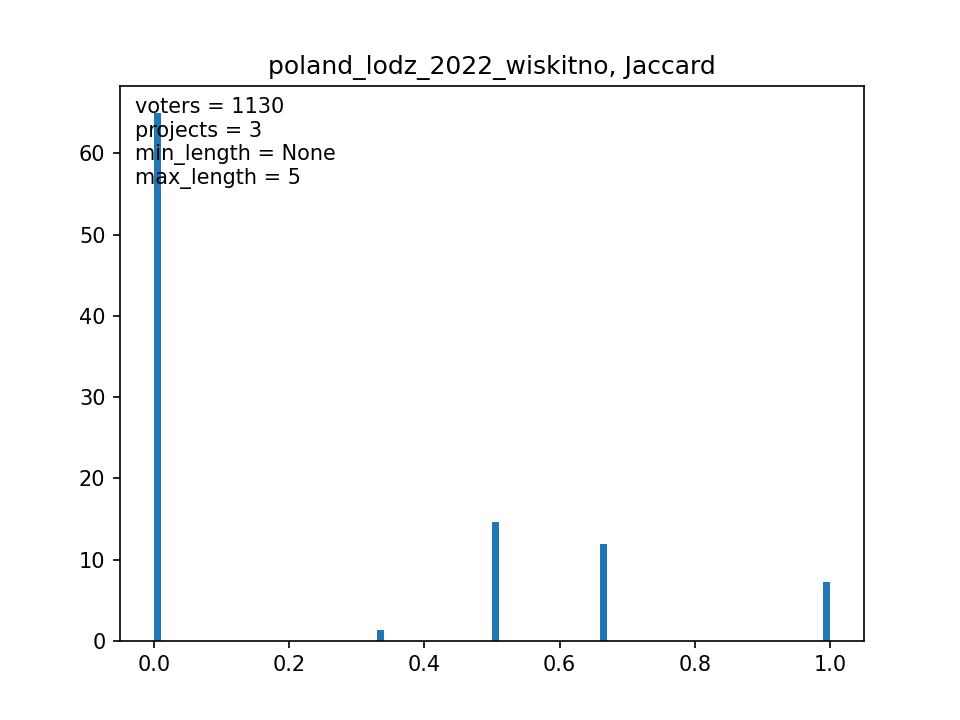 poland_lodz_2022_wiskitno, Jaccard
voters = 1130
projects = 3
min_length = None
max_length = 5
60
50
40
30
20
10
0
0.0 0.2 0.4 0.6 0.8 1.0